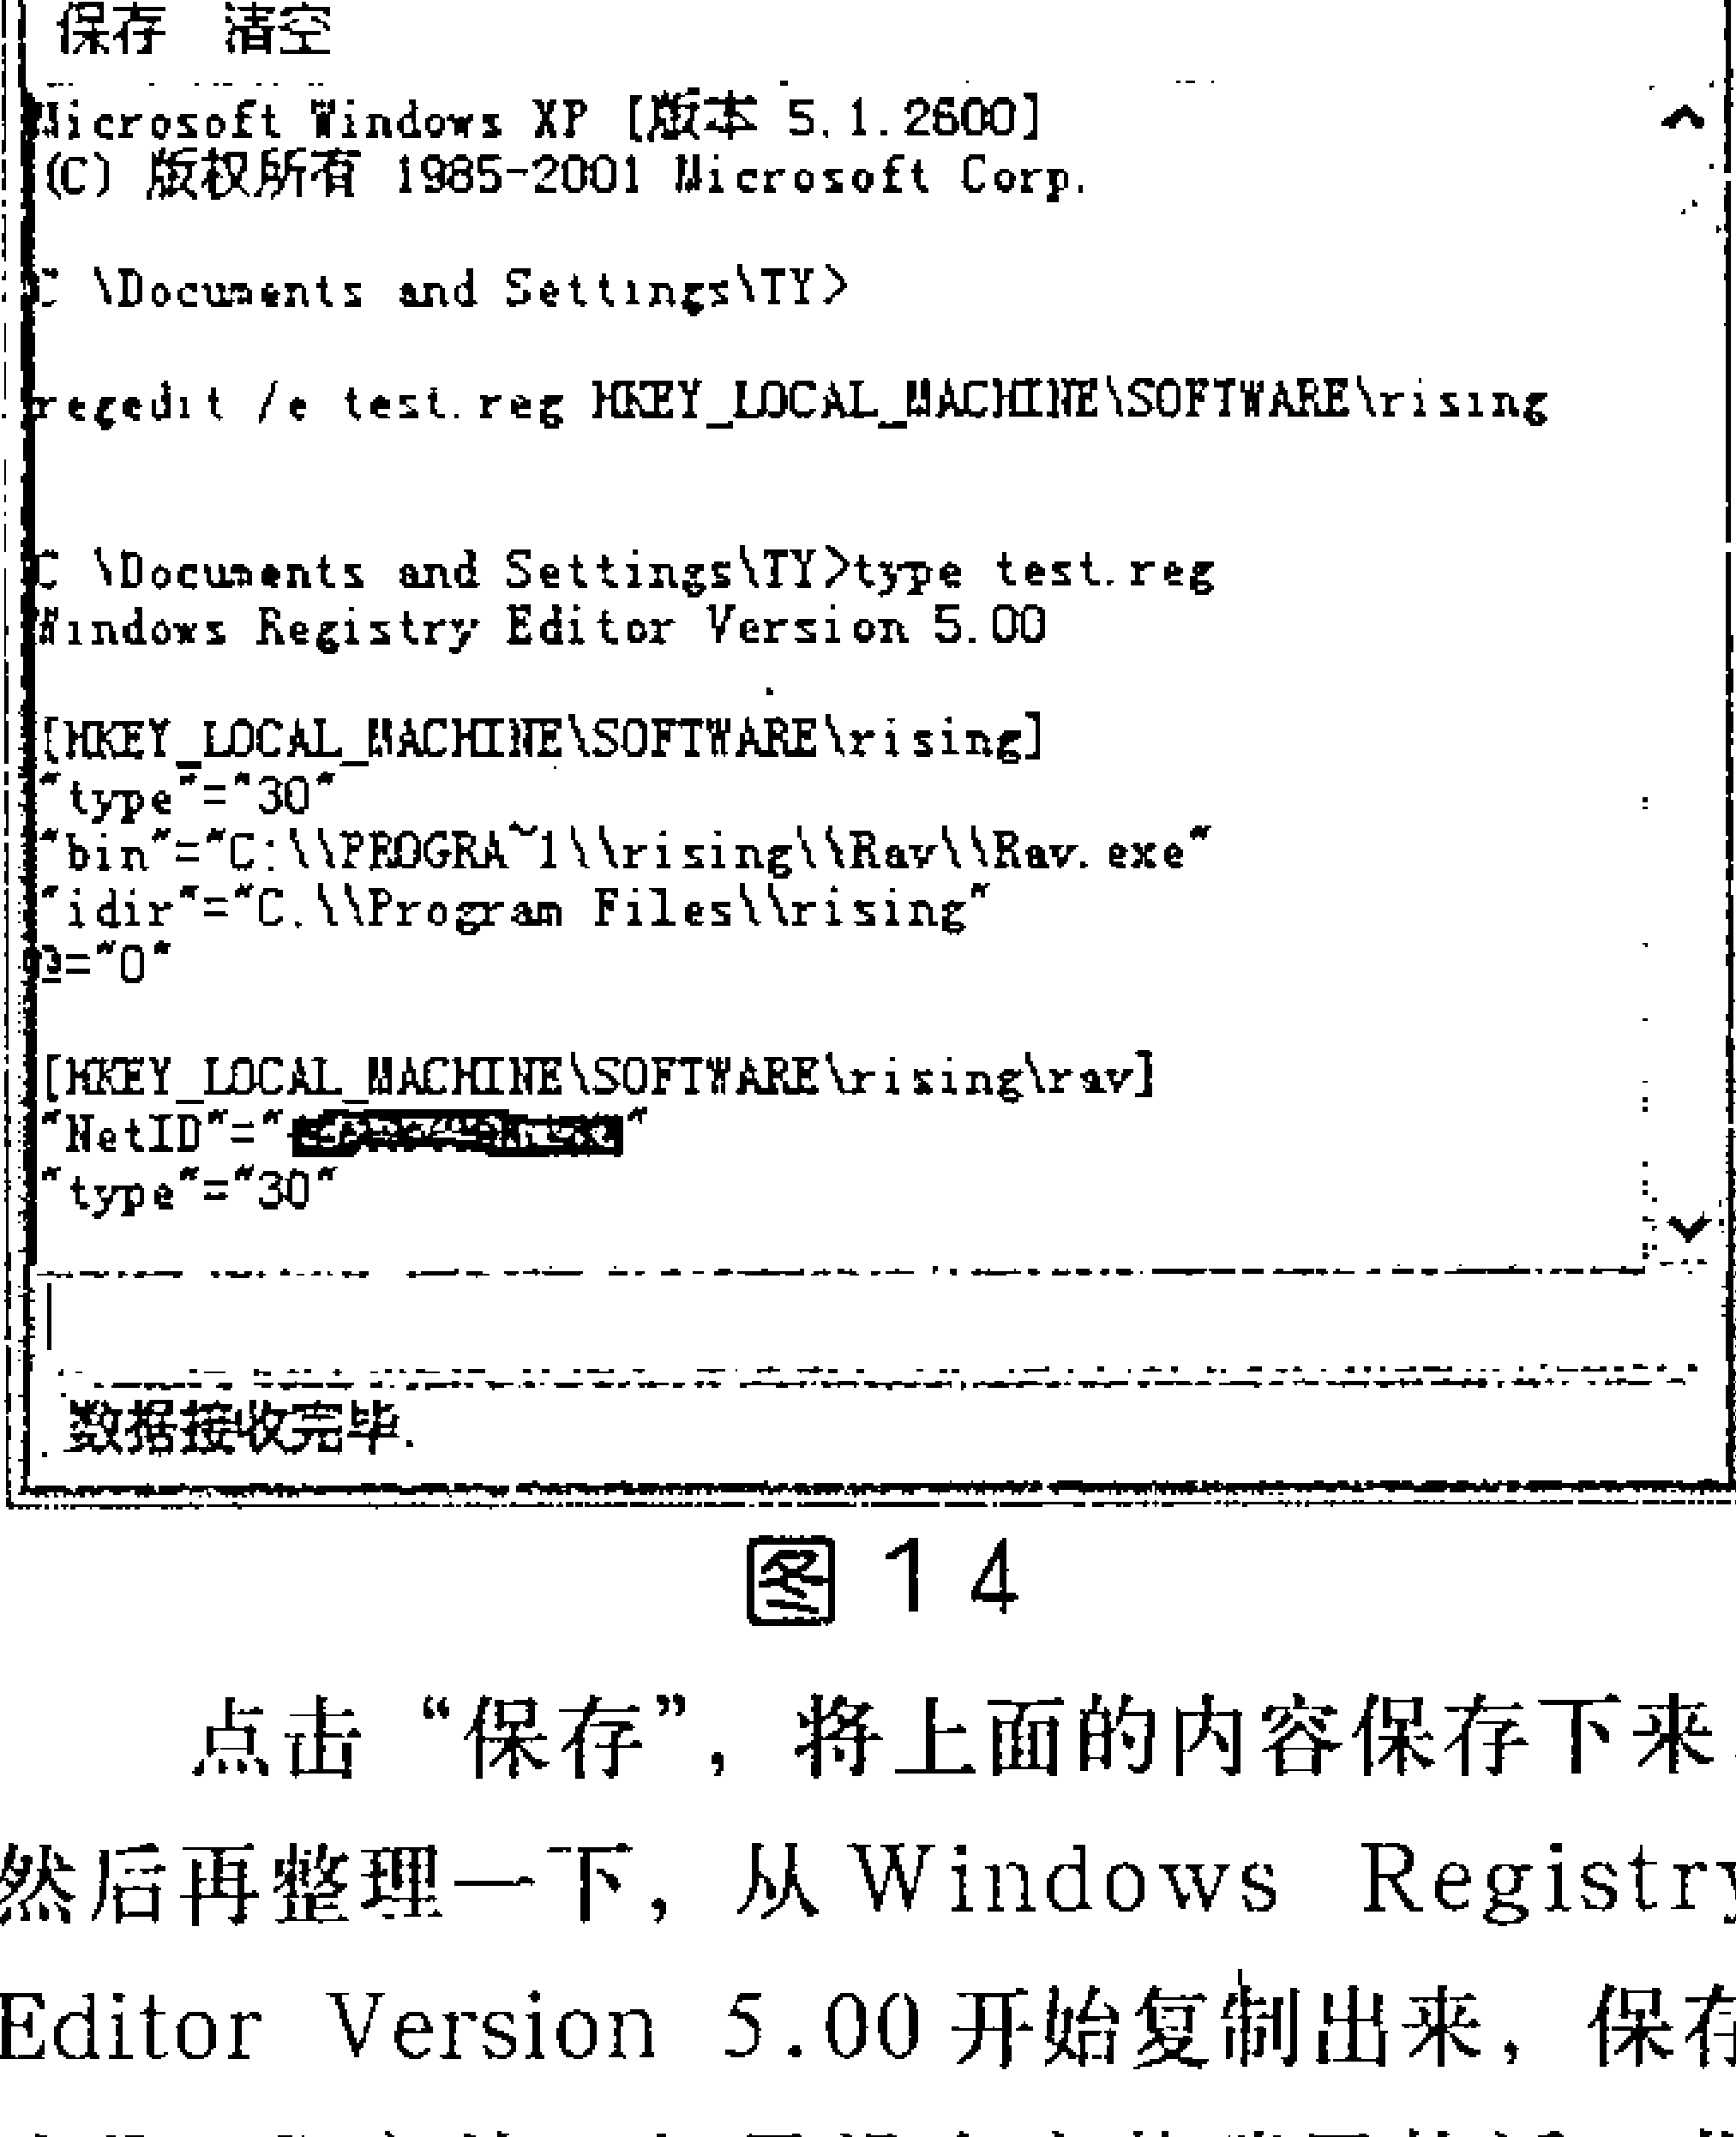 保存 清空
Microsoft Windows XP [版本 5.1.2600]
(C) 版权所有 1985-2001 Microsoft Corp.
C \Documents and Settings\TY>
regedit /e test.reg HKEY_LOCAL_MACHINE\SOFTWARE\rising
C \Documents and Settings\TY>type test.reg
Windows Registry Editor Version 5.00
[HKEY_LOCAL_MACHINE\SOFTWARE\rising]
"type"="30"
"bin"="C:\\PROGRA~1\\rising\\Rav\\Rav.exe"
"idir"="C.\\Program Files\\rising"
@="0"
[HKEY_LOCAL_MACHINE\SOFTWARE\rising\rav]
"NetID"=" "
"type"="30"
数据接收完毕.
图 14
点击“保存”，将上面的内容保存下来，
然后再整理一下，从 Windows Registry
Editor Version 5.00 开始复制出来，保存